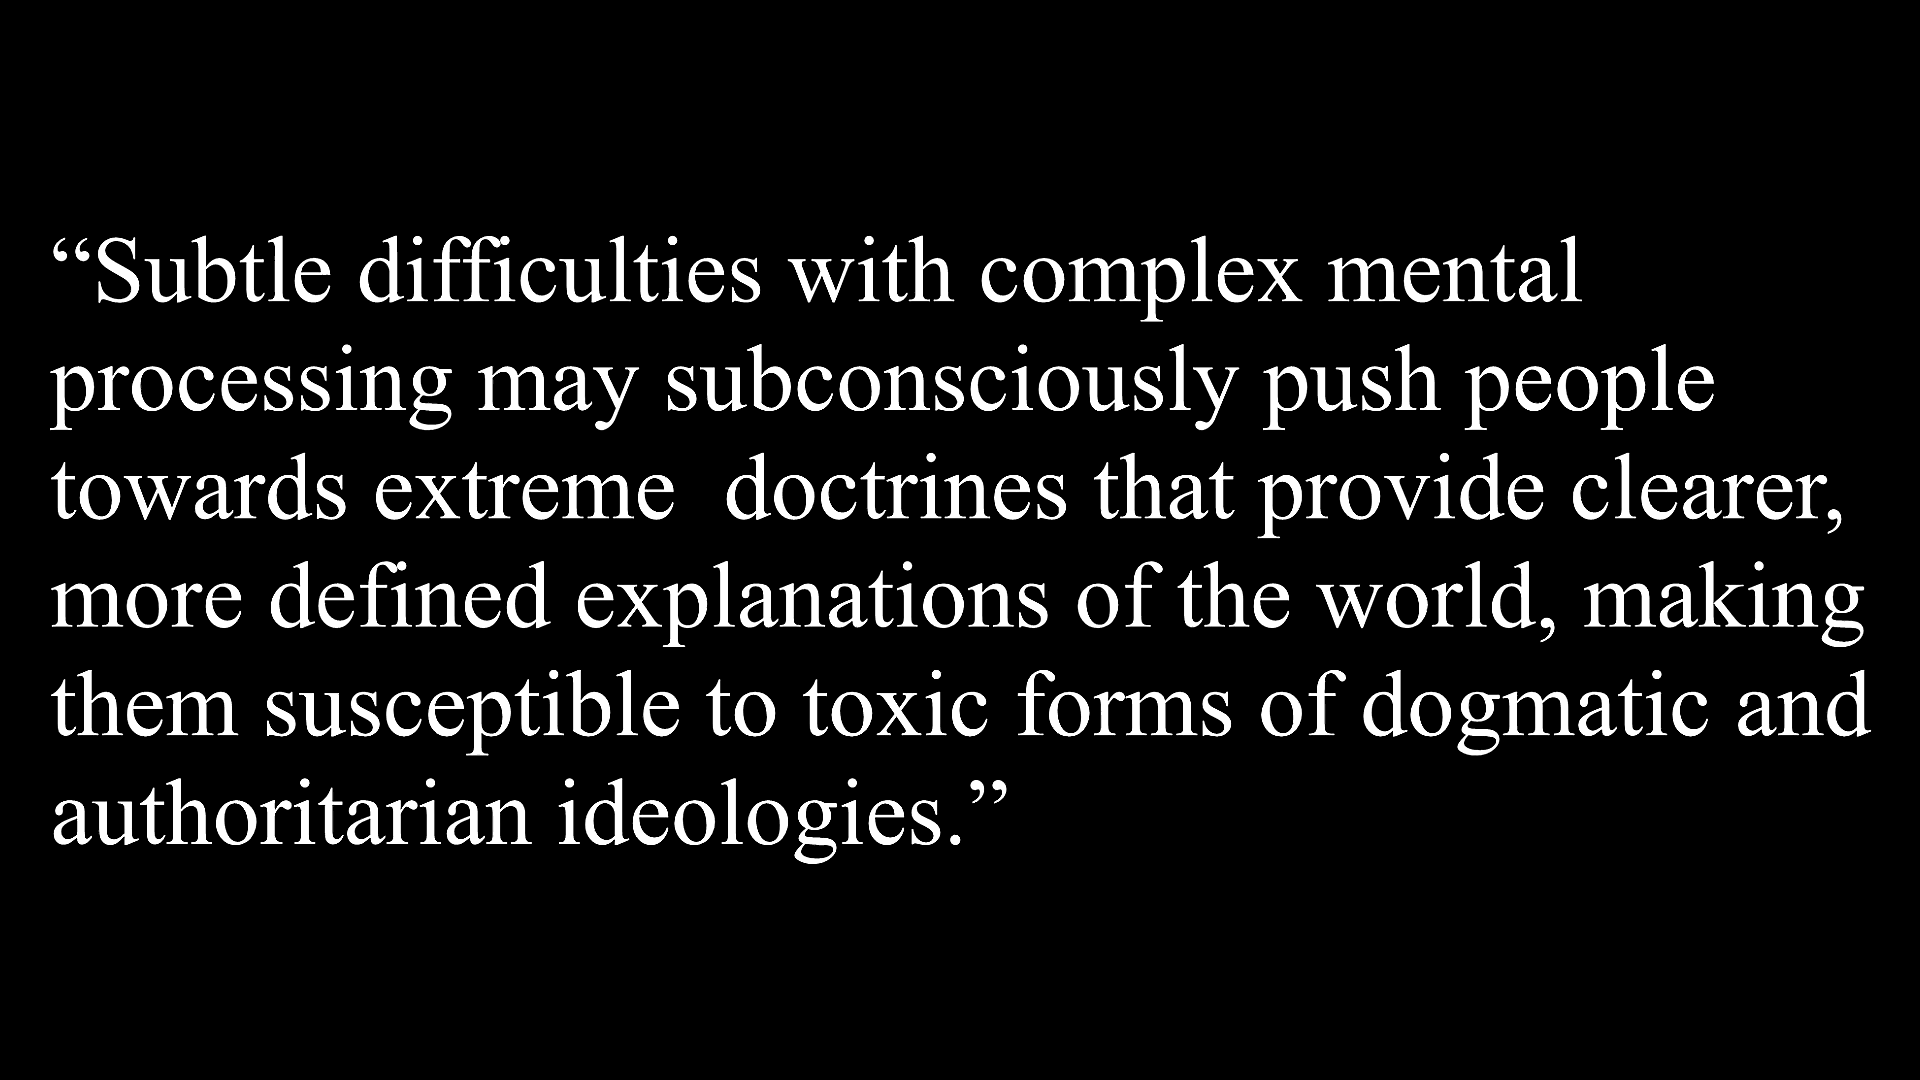 “Subtle difficulties with complex mental
processing may subconsciously push people
towards extreme  doctrines that provide clearer,
more defined explanations of the world, making
them susceptible to toxic forms of dogmatic and
authoritarian ideologies.”